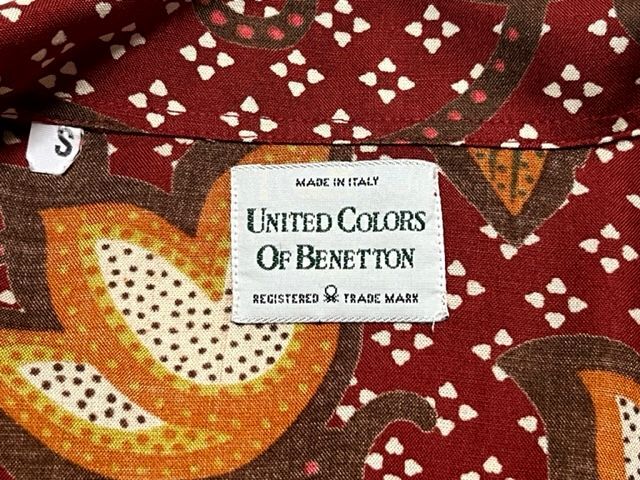 S
MADE IN ITALY
UNITED COLORS
OF BENETTON
REGISTERED TRADE MARK